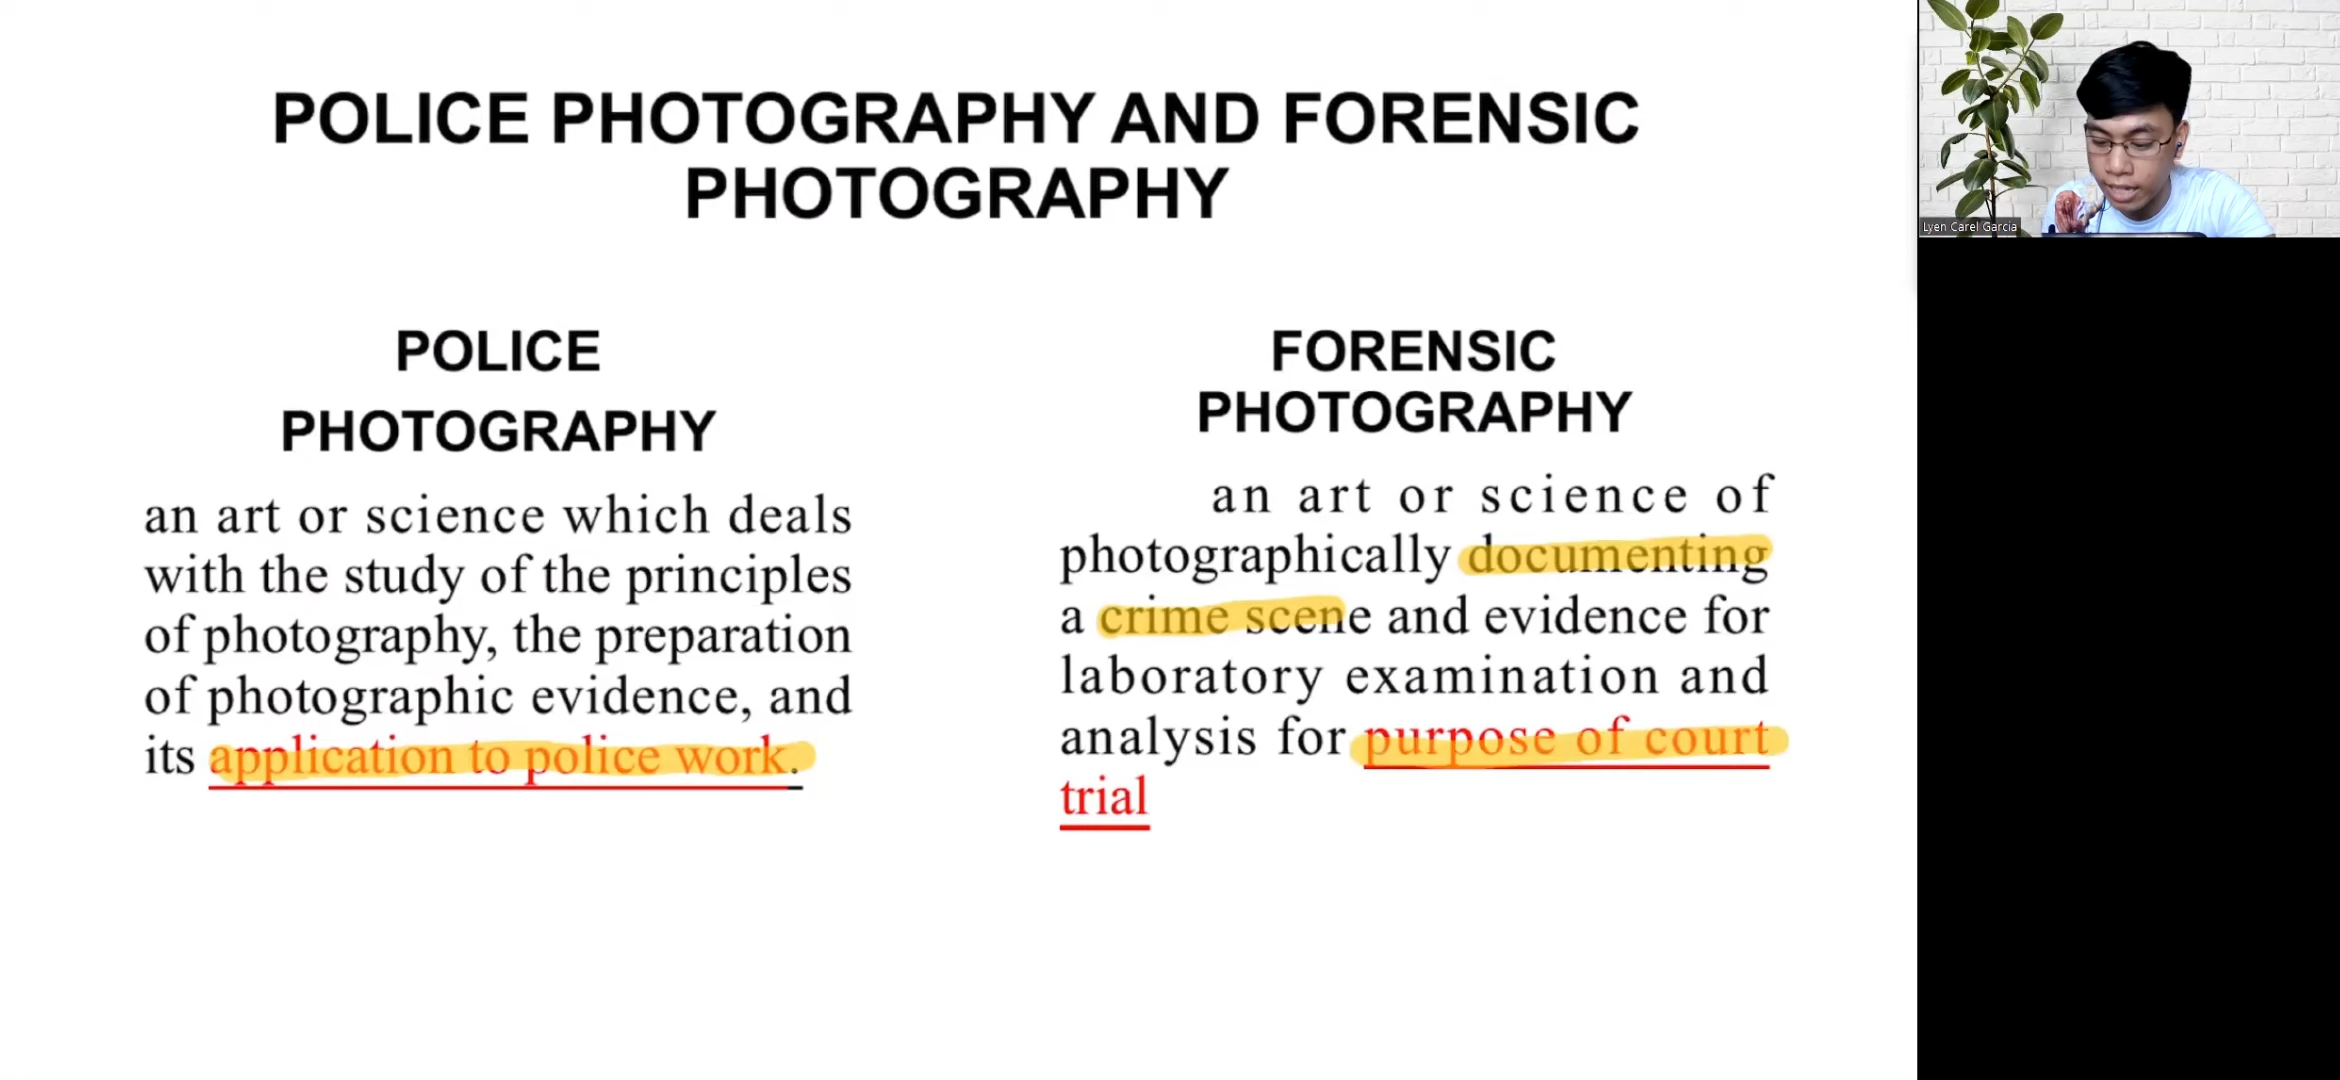 POLICE PHOTOGRAPHY AND FORENSIC
PHOTOGRAPHY
POLICE
PHOTOGRAPHY
an art or science which deals
with the study of the principles
of photography, the preparation
of photographic evidence, and
its application to police work.
FORENSIC
PHOTOGRAPHY
an art or science of
photographically documenting
a crime scene and evidence for
laboratory examination and
analysis for purpose of court
trial
Lyen Carel Garcia